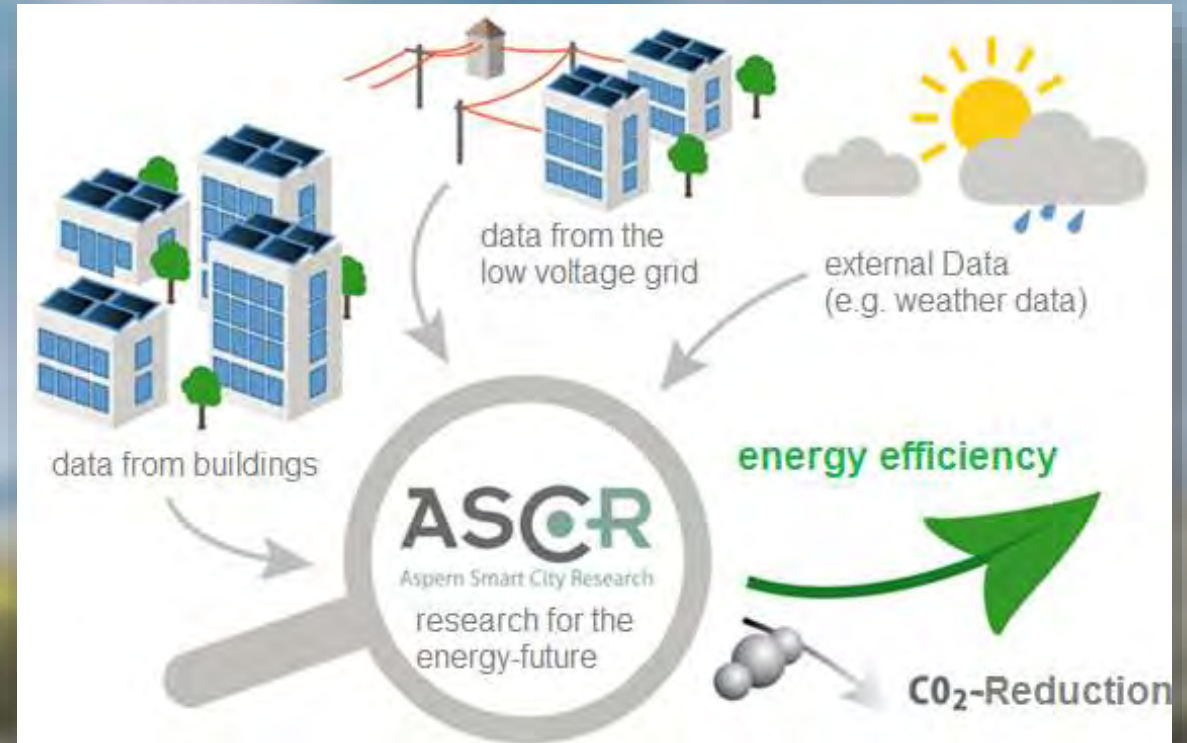 data from the
low voltage grid
external Data
(e.g. weather data)
data from buildings
energy efficiency
ASCR
Aspern Smart City Research
research for the
energy-future
C0₂-Reduction